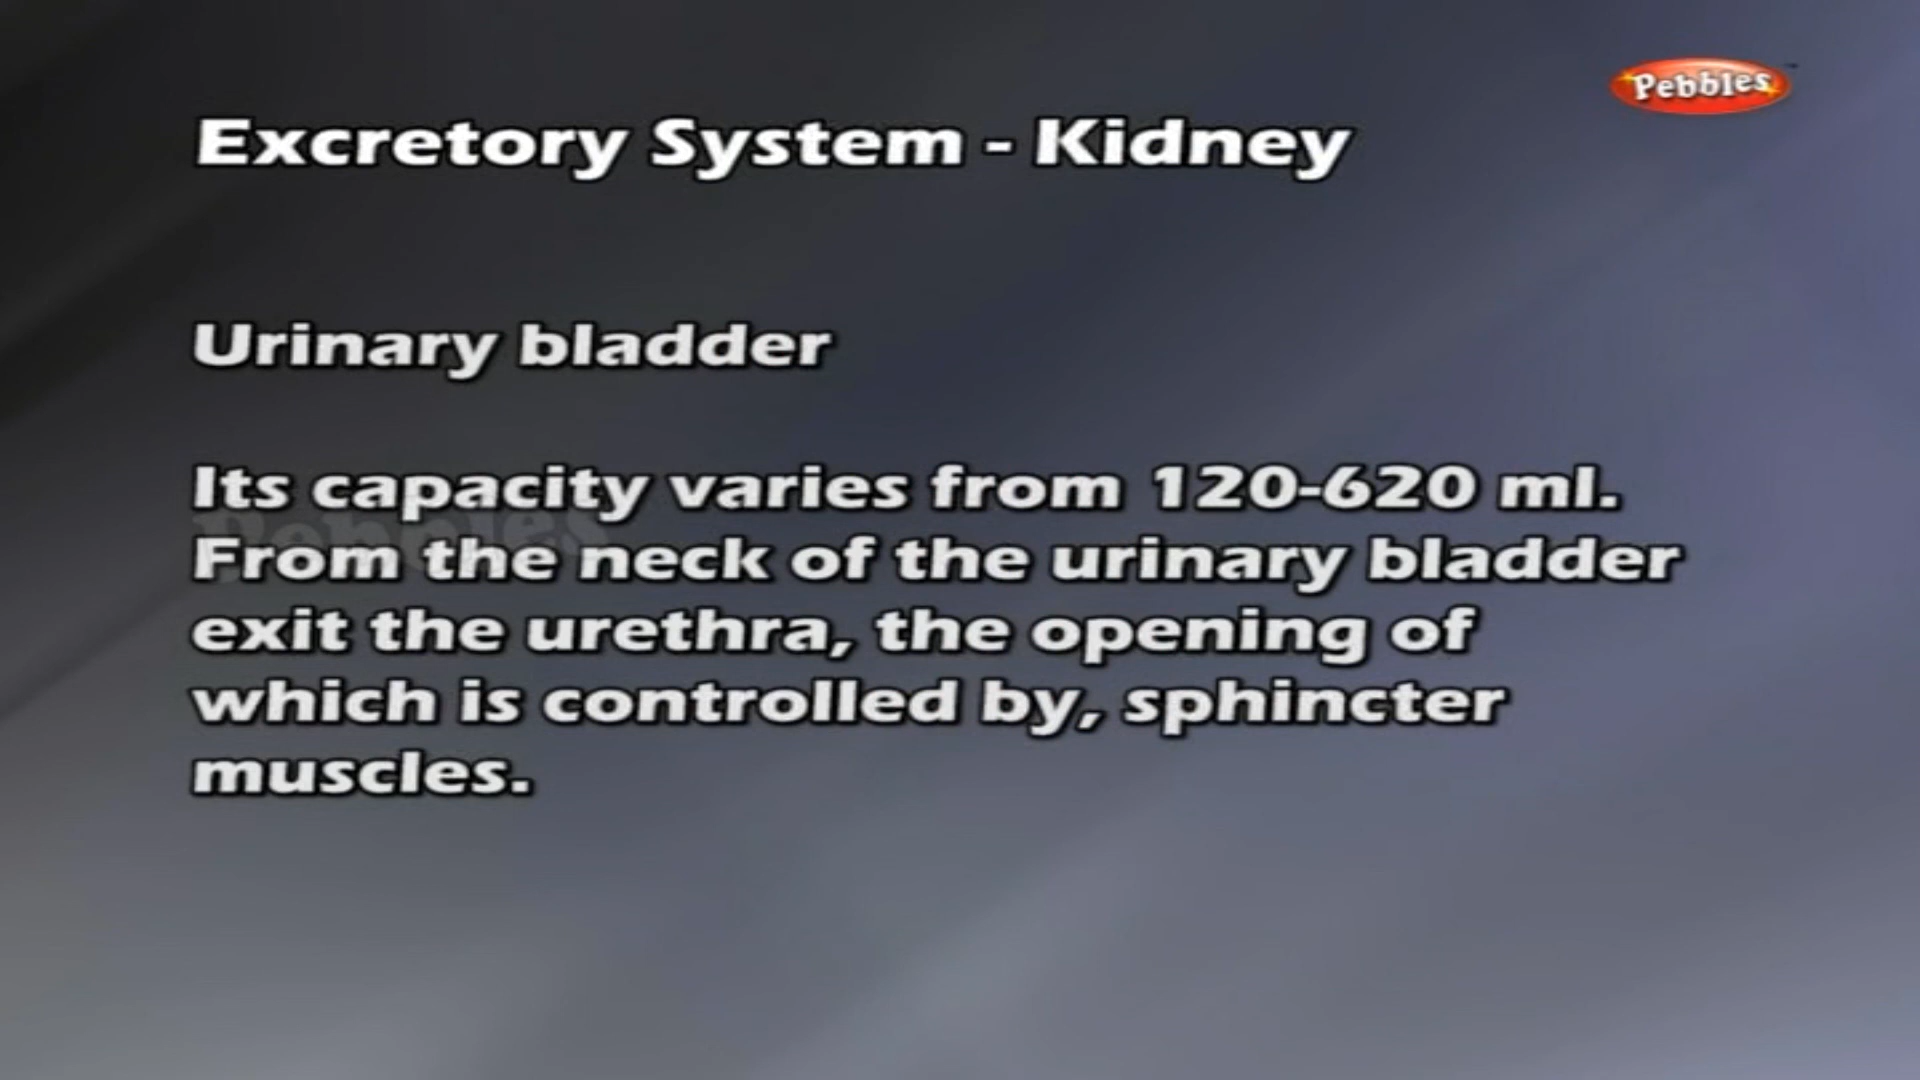 Pebbles
Excretory System - Kidney
Urinary bladder
Its capacity varies from 120-620 ml.
Pebbles
From the neck of the urinary bladder
exit the urethra, the opening of
which is controlled by, sphincter
muscles.